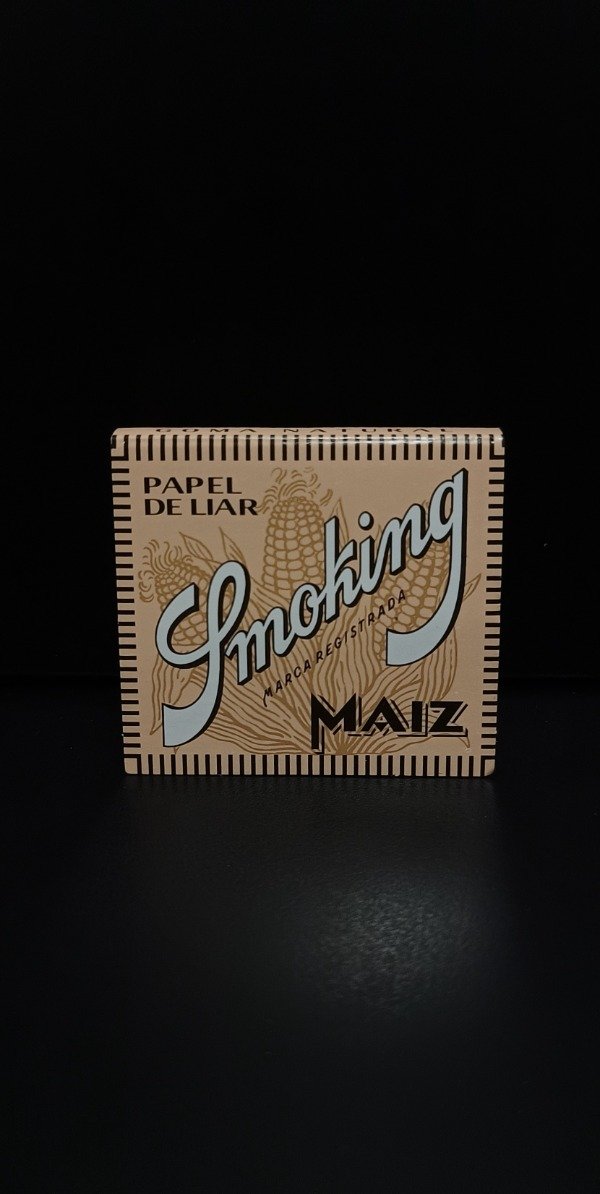 GOMA NATURAL
PAPEL
DE LIAR
Smoking
MARCA REGISTRADA
MAIZ